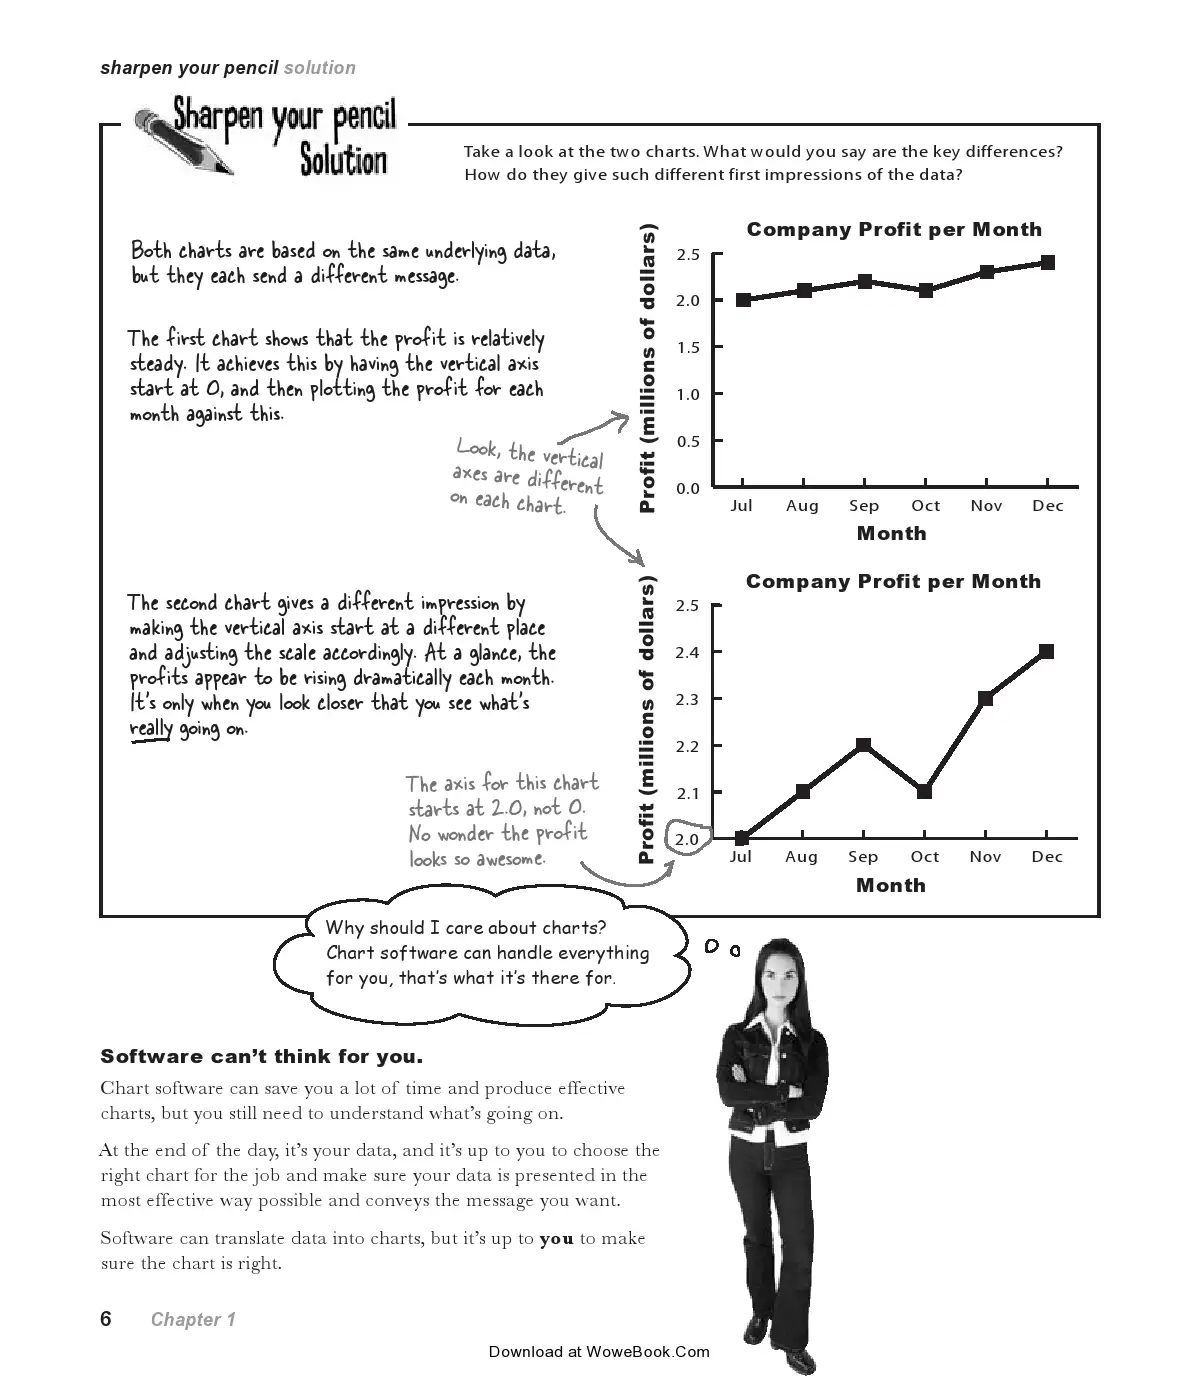 sharpen your pencil solution
Sharpen your pencil
Solution
Take a look at the two charts. What would you say are the key differences?
How do they give such different first impressions of the data?
Both charts are based on the same underlying data,
but they each send a different message.
The first chart shows that the profit is relatively
steady. It achieves this by having the vertical axis
start at 0, and then plotting the profit for each
month against this.
Look, the vertical
axes are different
on each chart.
Company Profit per Month
Profit (millions of dollars)
2.5
2.0
1.5
1.0
0.5
0.0
Jul Aug Sep Oct Nov Dec
Month
The second chart gives a different impression by
making the vertical axis start at a different place
and adjusting the scale accordingly. At a glance, the
profits appear to be rising dramatically each month.
It's only when you look closer that you see what's
really going on.
The axis for this chart
starts at 2.0, not 0.
No wonder the profit
looks so awesome.
Company Profit per Month
Profit (millions of dollars)
2.5
2.4
2.3
2.2
2.1
2.0
Jul Aug Sep Oct Nov Dec
Month
Why should I care about charts?
Chart software can handle everything
for you, that's what it's there for.
Software can't think for you.
Chart software can save you a lot of time and produce effective
charts, but you still need to understand what's going on.
At the end of the day, it's your data, and it's up to you to choose the
right chart for the job and make sure your data is presented in the
most effective way possible and conveys the message you want.
Software can translate data into charts, but it's up to you to make
sure the chart is right.
6 Chapter 1
Download at WoweBook.Com